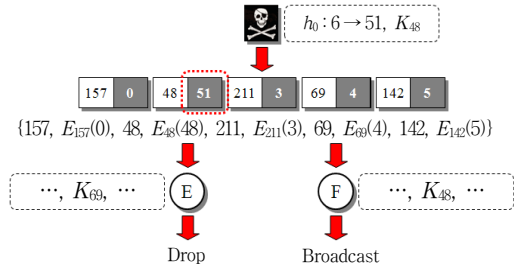 h₀ : 6 → 51, K₄₈
157 0 48 51 211 3 69 4 142 5
{157, E₁₅₇(0), 48, E₄₈(48), 211, E₂₁₁(3), 69, E₆₉(4), 142, E₁₄₂(5)}
⋯, K₆₉, ⋯ E F ⋯, K₄₈, ⋯
Drop Broadcast